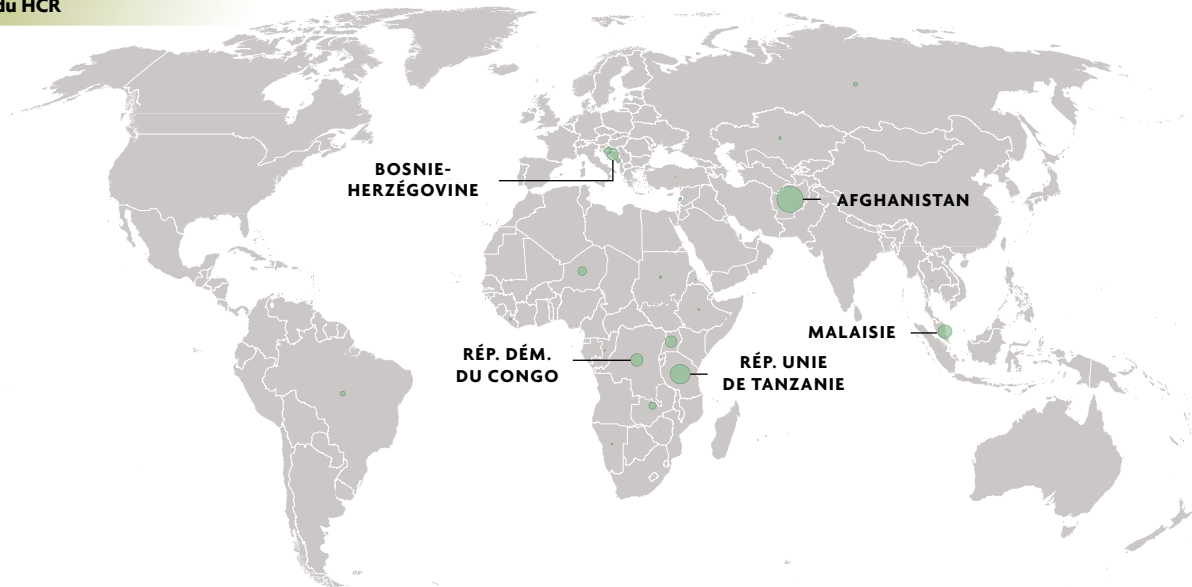 du HCR
BOSNIE-
HERZÉGOVINE
AFGHANISTAN
MALAISIE
RÉP. DÉM.
DU CONGO
RÉP. UNIE
DE TANZANIE